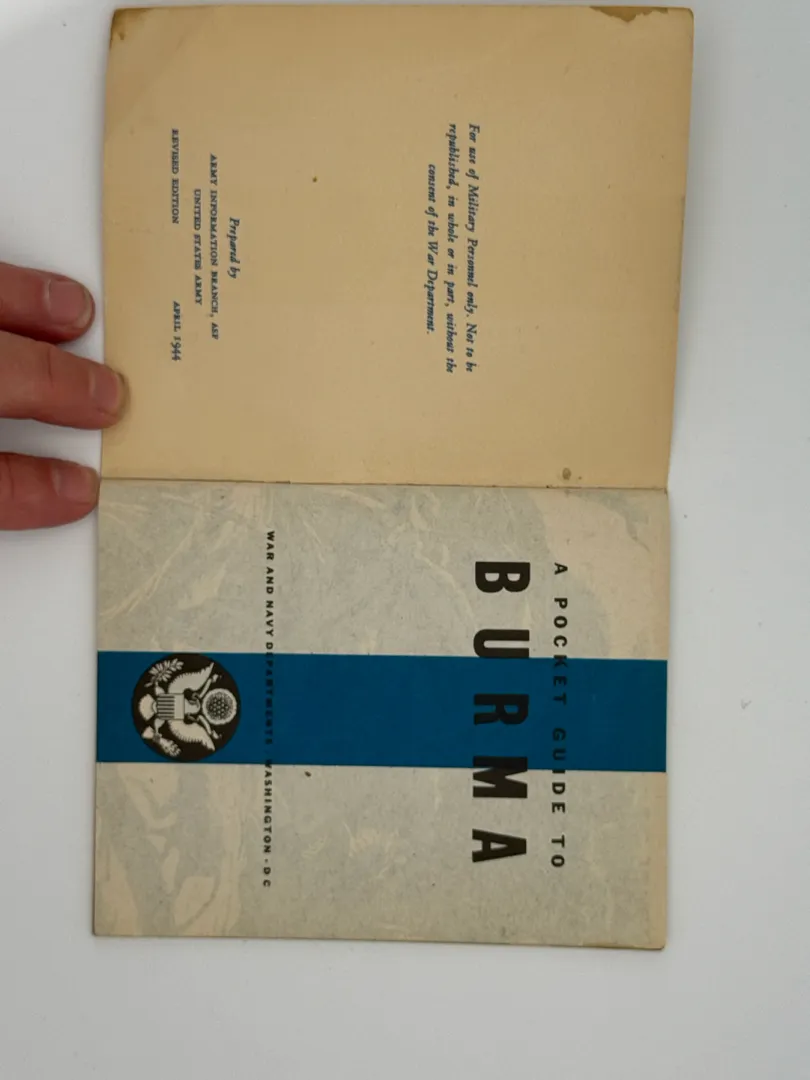 For use of Military Personnel only. Not to be
republished, in whole or in part, without the
consent of the War Department.
Prepared by
ARMY INFORMATION BRANCH, ASF
UNITED STATES ARMY
REVISED EDITION APRIL 1944
A POCKET GUIDE TO
BURMA
WAR AND NAVY DEPARTMENTS · WASHINGTON · D C